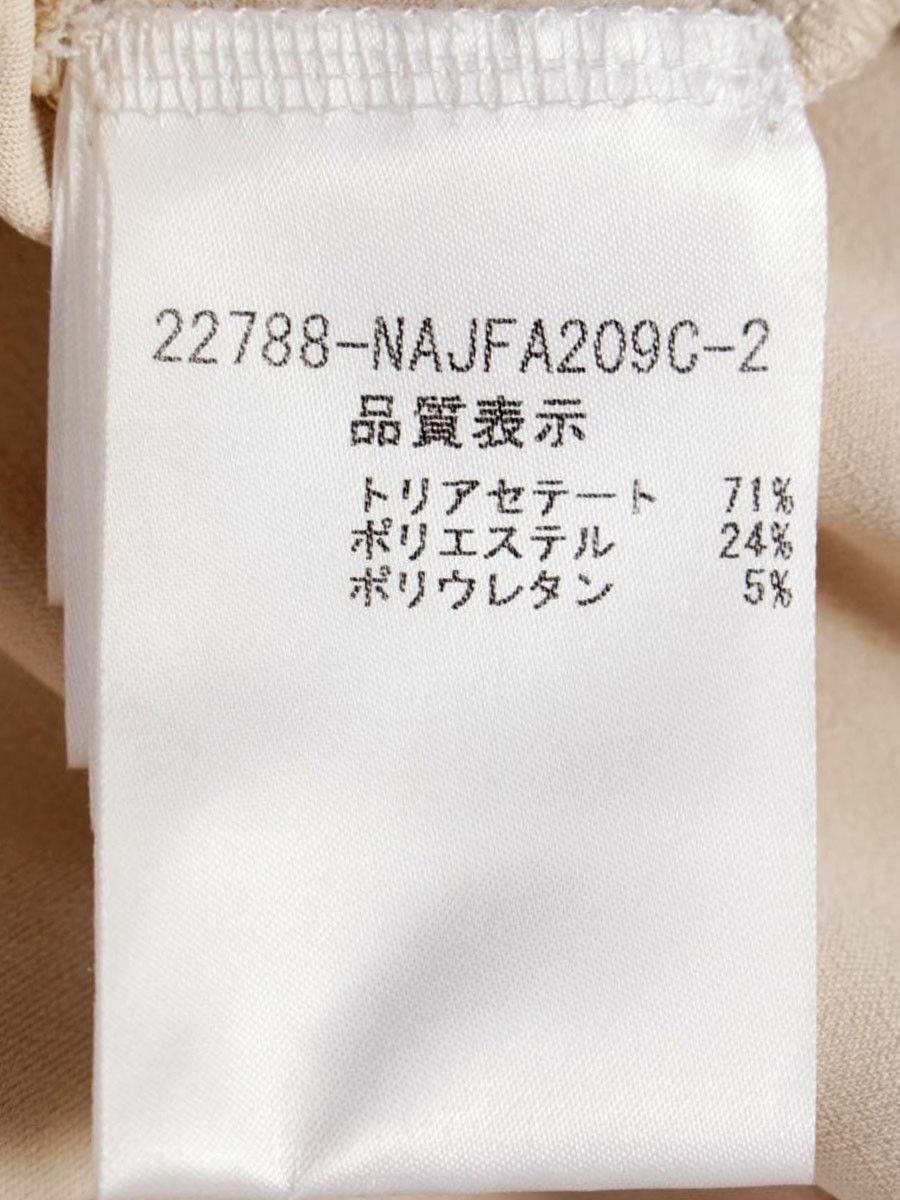 22788-NAJFA209C-2
品質表示
トリアセテート 71%
ポリエステル 24%
ポリウレタン 5%